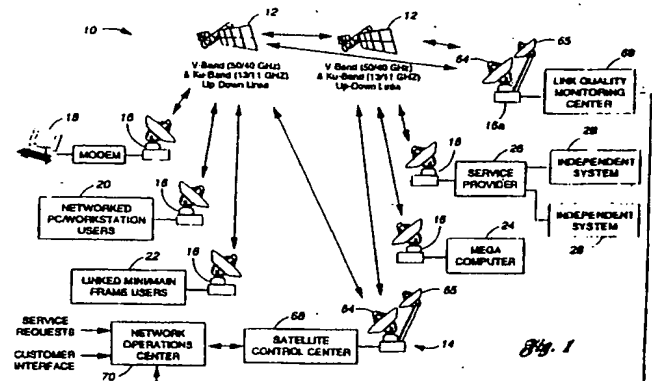 10
12
12
65
64
68
V-Band (50/40 GHz)
& Ku-Band (13/11 GHZ)
Up Down Lines
V-Band (50/40 GHz)
& Ku-Band (13/11 GHZ)
Up-Down Links
LINK QUALITY
MONITORING
CENTER
16a
18
16
MODEM
16
26
28
SERVICE
PROVIDER
INDEPENDENT
SYSTEM
20
16
NETWORKED
PC/WORKSTATION
USERS
16
24
MEGA
COMPUTER
INDEPENDENT
SYSTEM
28
22
16
LINKED MINI/MAIN
FRAME USERS
64
65
SERVICE
REQUESTS
CUSTOMER
INTERFACE
NETWORK
OPERATIONS
CENTER
70
68
SATELLITE
CONTROL CENTER
14
Fig. 1